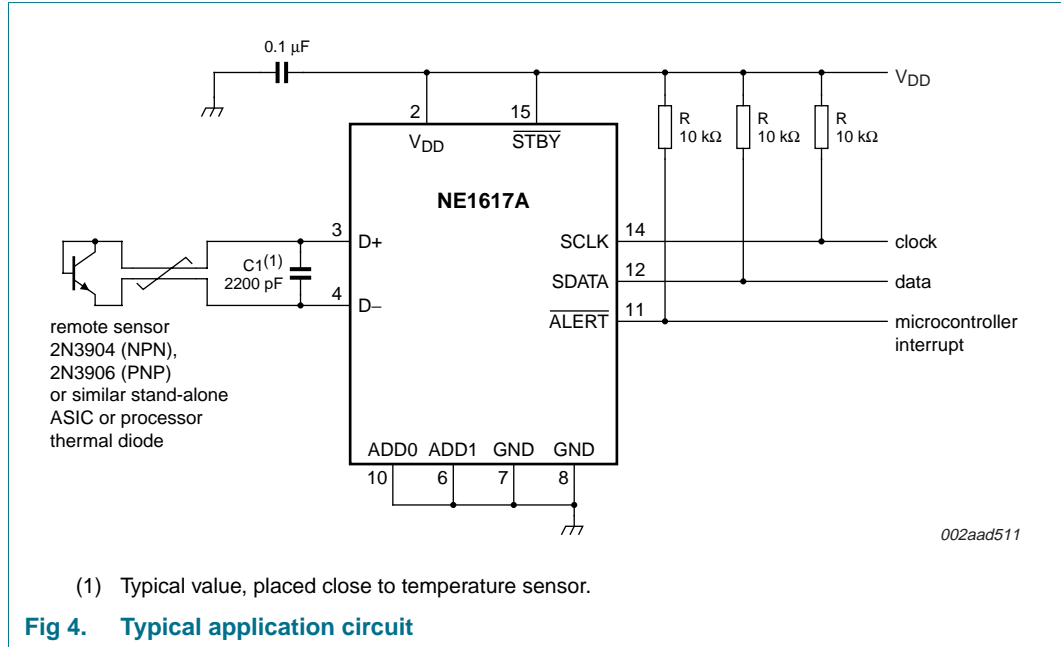 0.1 μF
VDD
2
15
R
10 kΩ
R
10 kΩ
R
10 kΩ
VDD
STBY
NE1617A
3
D+
SCLK
14
clock
C1(1)
2200 pF
SDATA
12
data
4
D−
ALERT
11
microcontroller
interrupt
remote sensor
2N3904 (NPN),
2N3906 (PNP)
or similar stand-alone
ASIC or processor
thermal diode
ADD0 ADD1 GND GND
10
6
7
8
002aad511
(1) Typical value, placed close to temperature sensor.
Fig 4. Typical application circuit